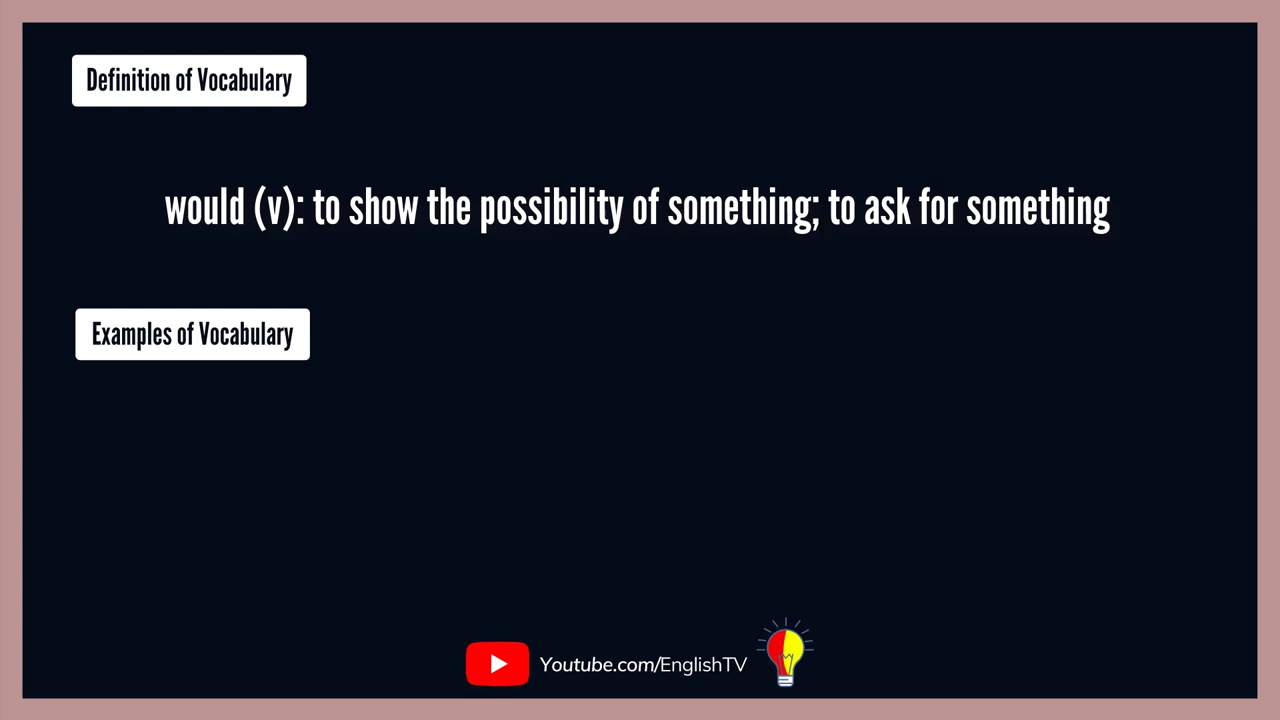 Definition of Vocabulary
would (v): to show the possibility of something; to ask for something
Examples of Vocabulary
Youtube.com/EnglishTV